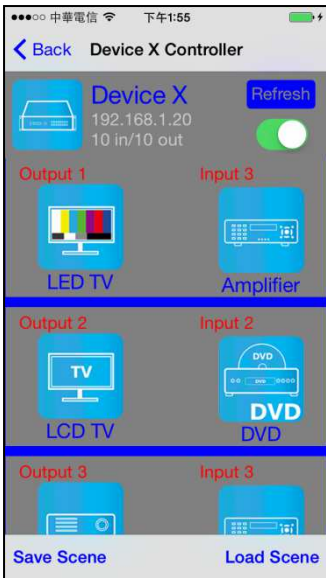 中華電信 下午1:55
Back Device X Controller
Device X Refresh
192.168.1.20
10 in/10 out
Output 1 Input 3
LED TV Amplifier
Output 2 Input 2
TV DVD
DVD
LCD TV DVD
Output 3 Input 3
Save Scene Load Scene